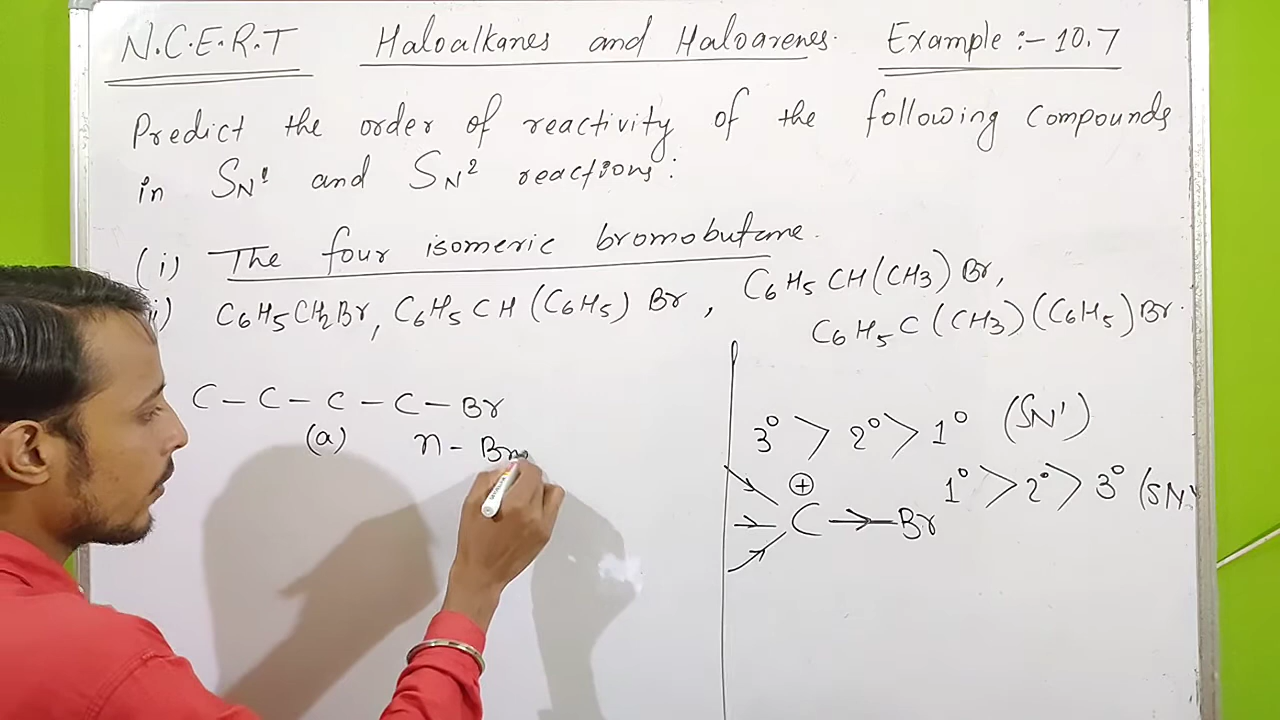 N.C.E.R.T Haloalkanes and Haloarenes. Example :- 10.7
Predict the order of reactivity of the following compounds
in SN1 and SN2 reactions:
(i) The four isomeric bromobutane.
i) C6H5CH2Br, C6H5CH(C6H5)Br, C6H5CH(CH3)Br,
C6H5C(CH3)(C6H5)Br.
C - C - C - C - Br
(a) n - Bro
3° > 2° > 1° (SN1)
1° > 2° > 3° (SN
⊕
C → Br